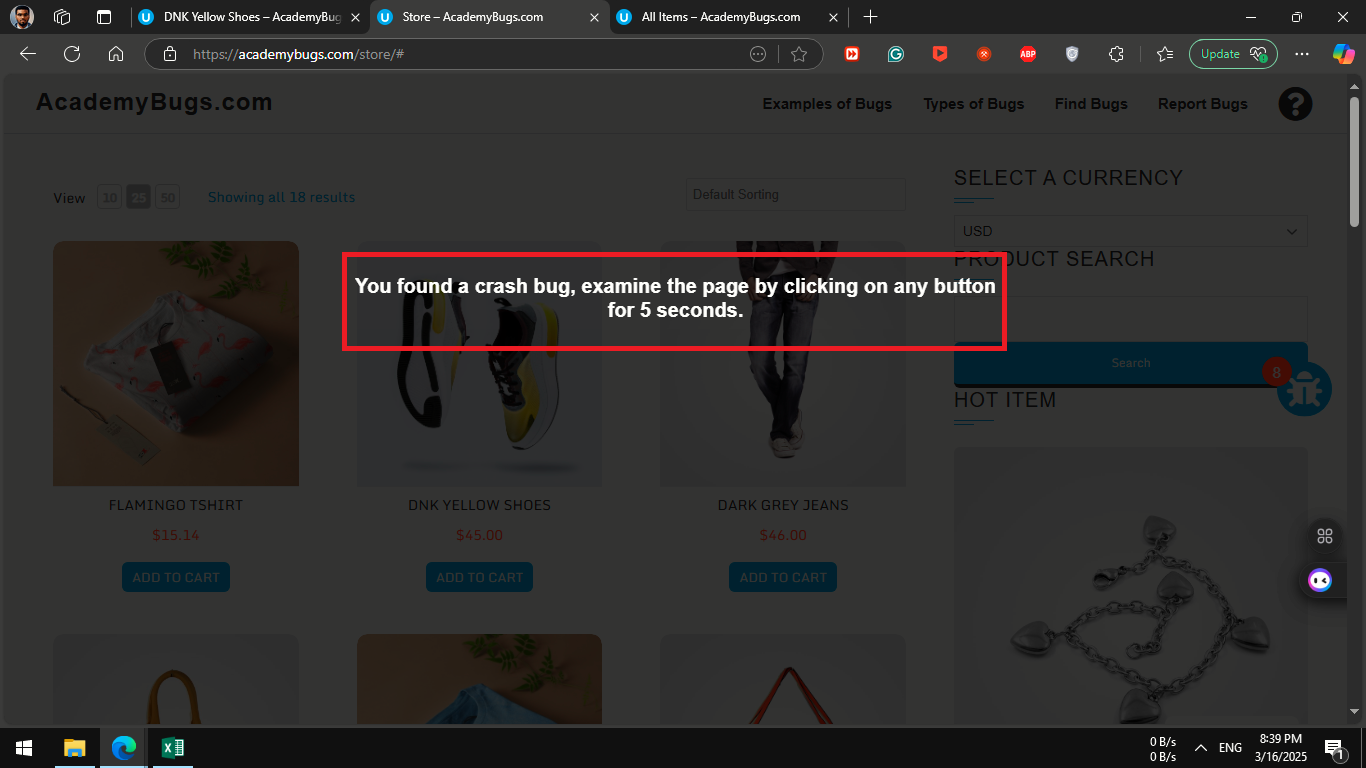 DNK Yellow Shoes – AcademyBug
Store – AcademyBugs.com
All Items – AcademyBugs.com
https://academybugs.com/store/#
ABP
Update
AcademyBugs.com
Examples of Bugs
Types of Bugs
Find Bugs
Report Bugs
?
View
10
25
50
Showing all 18 results
Default Sorting
SELECT A CURRENCY
USD
PRODUCT SEARCH
You found a crash bug, examine the page by clicking on any button
for 5 seconds.
Search
8
HOT ITEM
FLAMINGO TSHIRT
DNK YELLOW SHOES
DARK GREY JEANS
$15.14
$45.00
$46.00
ADD TO CART
ADD TO CART
ADD TO CART
0 B/s
0 B/s
ENG
8:39 PM
3/16/2025
1